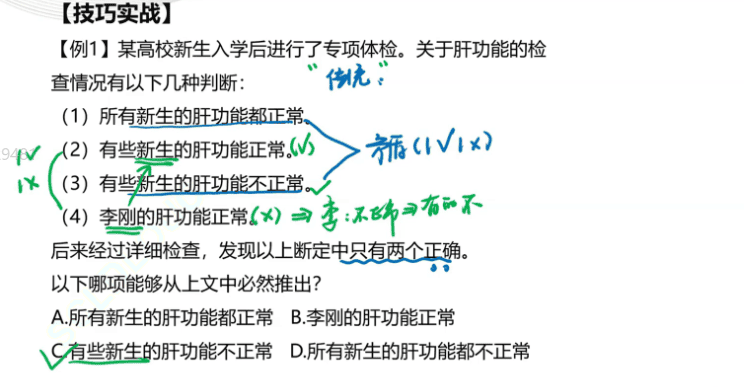 【技巧实战】
【例1】某高校新生入学后进行了专项体检。关于肝功能的检
查情况有以下几种判断：
（1）所有新生的肝功能都正常。
（2）有些新生的肝功能正常。(√)
（3）有些新生的肝功能不正常。✓
（4）李刚的肝功能正常。(×) ⇒ 李：不正常⇒有的不
(1√1×)
1√
1×
后来经过详细检查，发现以上断定中只有两个正确。
以下哪项能够从上文中必然推出？
A.所有新生的肝功能都正常 B.李刚的肝功能正常
C.有些新生的肝功能不正常 D.所有新生的肝功能都不正常